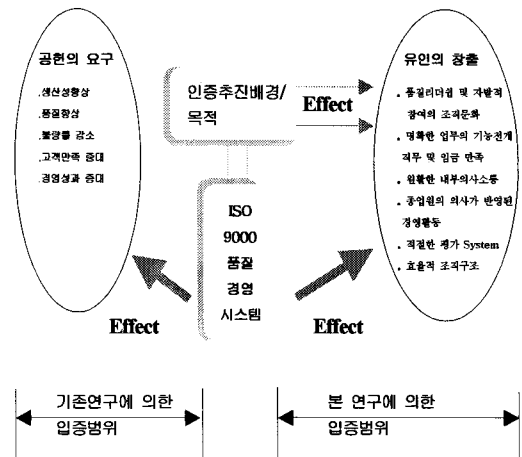 공헌의 요구
.생산성향상
.품질향상
.불량률 감소
.고객만족 증대
.경영성과 증대
인증추진배경/
목적
Effect
유인의 창출
. 품질리더쉽 및 자발적
참여의 조직문화
. 명확한 업무의 기능전개
직무 및 임금 만족
. 원활한 내부의사소통
. 종업원의 의사가 반영된
경영활동
. 적절한 평가 System
. 효율적 조직구조
ISO
9000
품질
경영
시스템
Effect
Effect
기존연구에 의한
입증범위
본 연구에 의한
입증범위